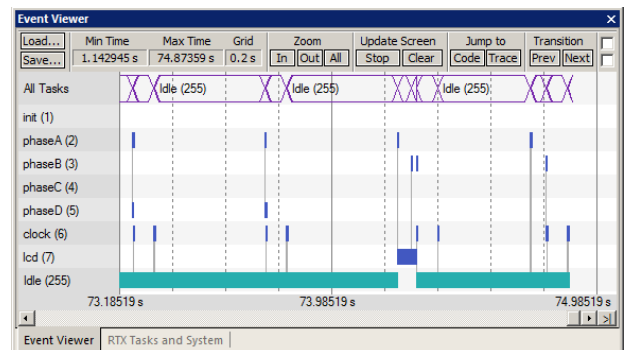 Event Viewer
Load... Min Time Max Time Grid Zoom Update Screen Jump to Transition
Save... 1.142945 s 74.87359 s 0.2 s In Out All Stop Clear Code Trace Prev Next
All Tasks Idle (255) Idle (255) Idle (255)
init (1)
phaseA (2)
phaseB (3)
phaseC (4)
phaseD (5)
clock (6)
lcd (7)
Idle (255)
73.18519 s 73.98519 s 74.98519 s
Event Viewer RTX Tasks and System